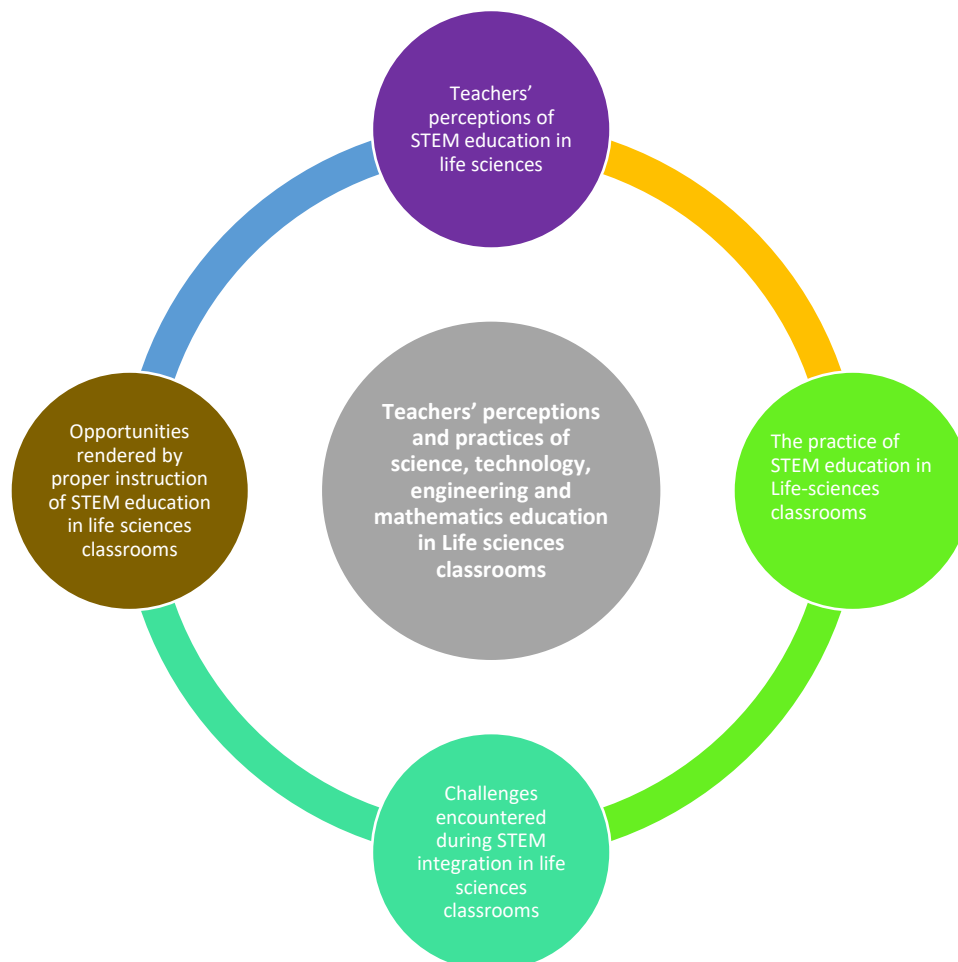 Teachers’
perceptions of
STEM education in
life sciences
Opportunities
rendered by
proper instruction
of STEM education
in life sciences
classrooms
Teachers’ perceptions
and practices of
science, technology,
engineering and
mathematics education
in Life sciences
classrooms
The practice of
STEM education in
Life-sciences
classrooms
Challenges
encountered
during STEM
integration in life
sciences
classrooms